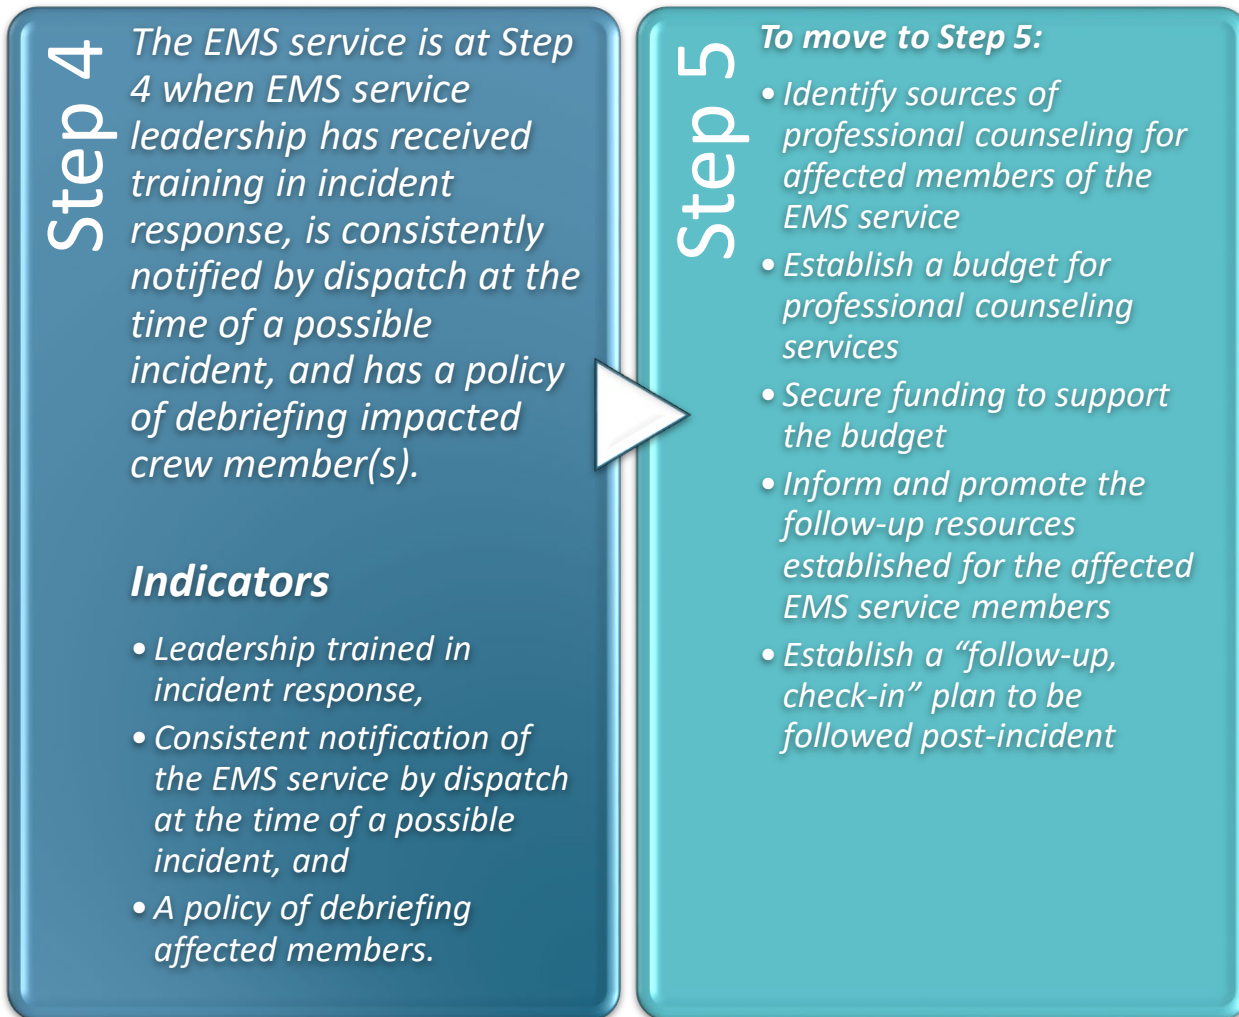 Step 4
The EMS service is at Step
4 when EMS service
leadership has received
training in incident
response, is consistently
notified by dispatch at the
time of a possible
incident, and has a policy
of debriefing impacted
crew member(s).
Indicators
• Leadership trained in
incident response,
• Consistent notification of
the EMS service by dispatch
at the time of a possible
incident, and
• A policy of debriefing
affected members.
Step 5
To move to Step 5:
• Identify sources of
professional counseling for
affected members of the
EMS service
• Establish a budget for
professional counseling
services
• Secure funding to support
the budget
• Inform and promote the
follow-up resources
established for the affected
EMS service members
• Establish a “follow-up,
check-in” plan to be
followed post-incident